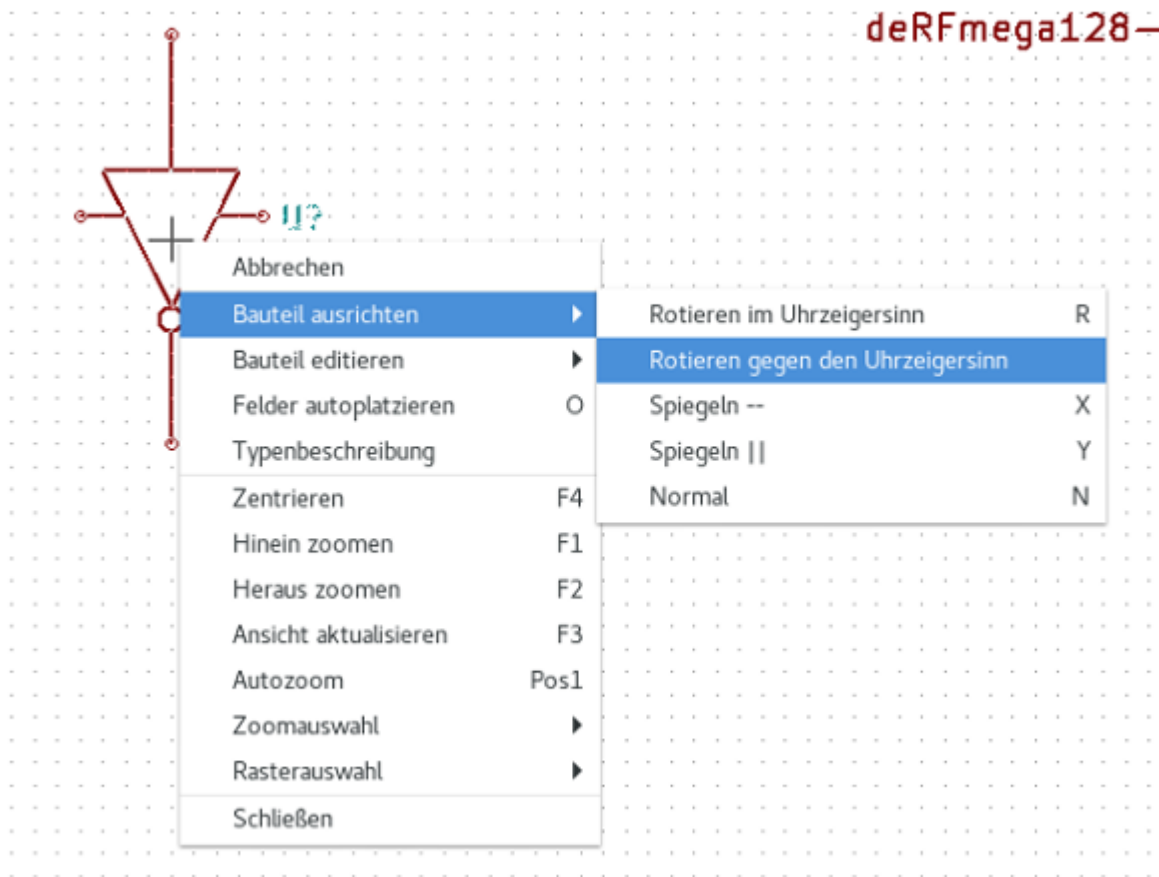 deRFmega128—
U?
Abbrechen
Bauteil ausrichten
Rotieren im Uhrzeigersinn R
Bauteil editieren
Rotieren gegen den Uhrzeigersinn
Felder autoplatzieren O
Spiegeln -- X
Typenbeschreibung
Spiegeln || Y
Zentrieren F4
Normal N
Hinein zoomen F1
Heraus zoomen F2
Ansicht aktualisieren F3
Autozoom Pos1
Zoomauswahl
Rasterauswahl
Schließen